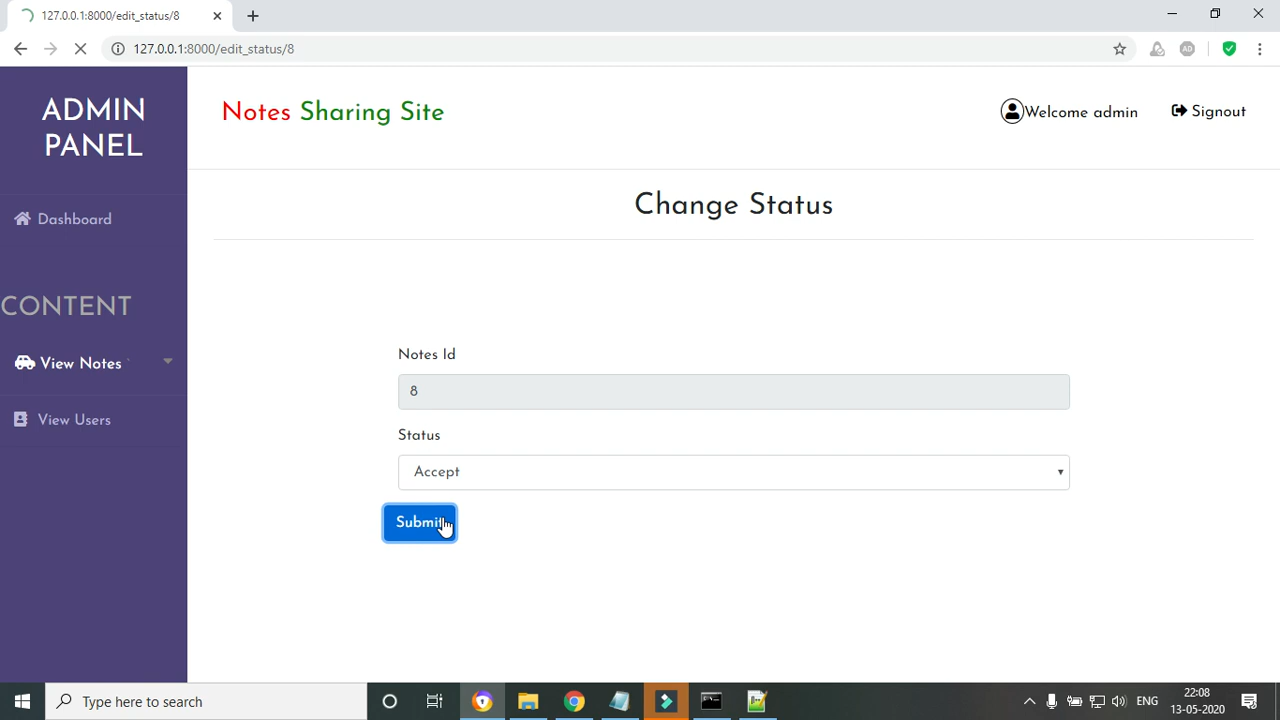 127.0.0.1:8000/edit_status/8
127.0.0.1:8000/edit_status/8
AD
ADMIN
PANEL
Notes Sharing Site
Welcome admin
Signout
Change Status
Dashboard
CONTENT
View Notes `
View Users
Notes Id
8
Status
Accept
Submit
Type here to search
ENG
22:08
13-05-2020